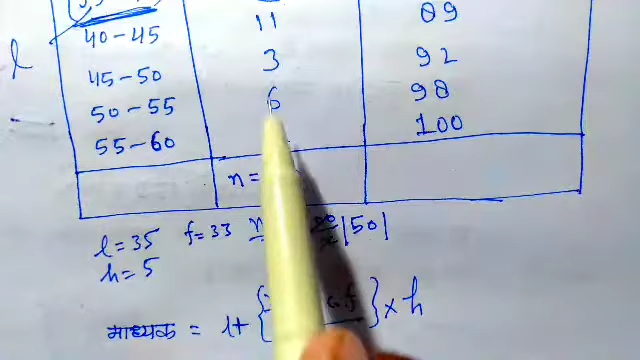 40-45 11 89
l
45-50 3 92
50-55 6 98
55-60 100
n=
l=35 f=33 |50|
h=5
माध्यक = l+{ }×h